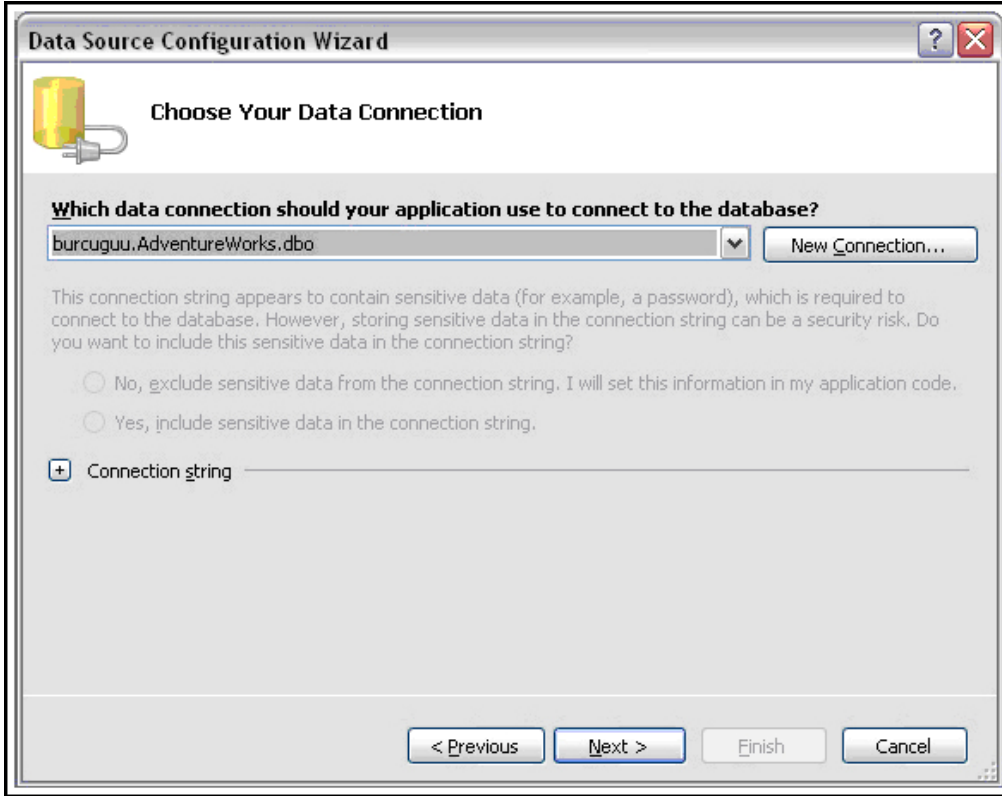 Data Source Configuration Wizard
?
Choose Your Data Connection
Which data connection should your application use to connect to the database?
burcuguu.AdventureWorks.dbo
New Connection...
This connection string appears to contain sensitive data (for example, a password), which is required to
connect to the database. However, storing sensitive data in the connection string can be a security risk. Do
you want to include this sensitive data in the connection string?
No, exclude sensitive data from the connection string. I will set this information in my application code.
Yes, include sensitive data in the connection string.
+ Connection string
< Previous Next > Finish Cancel